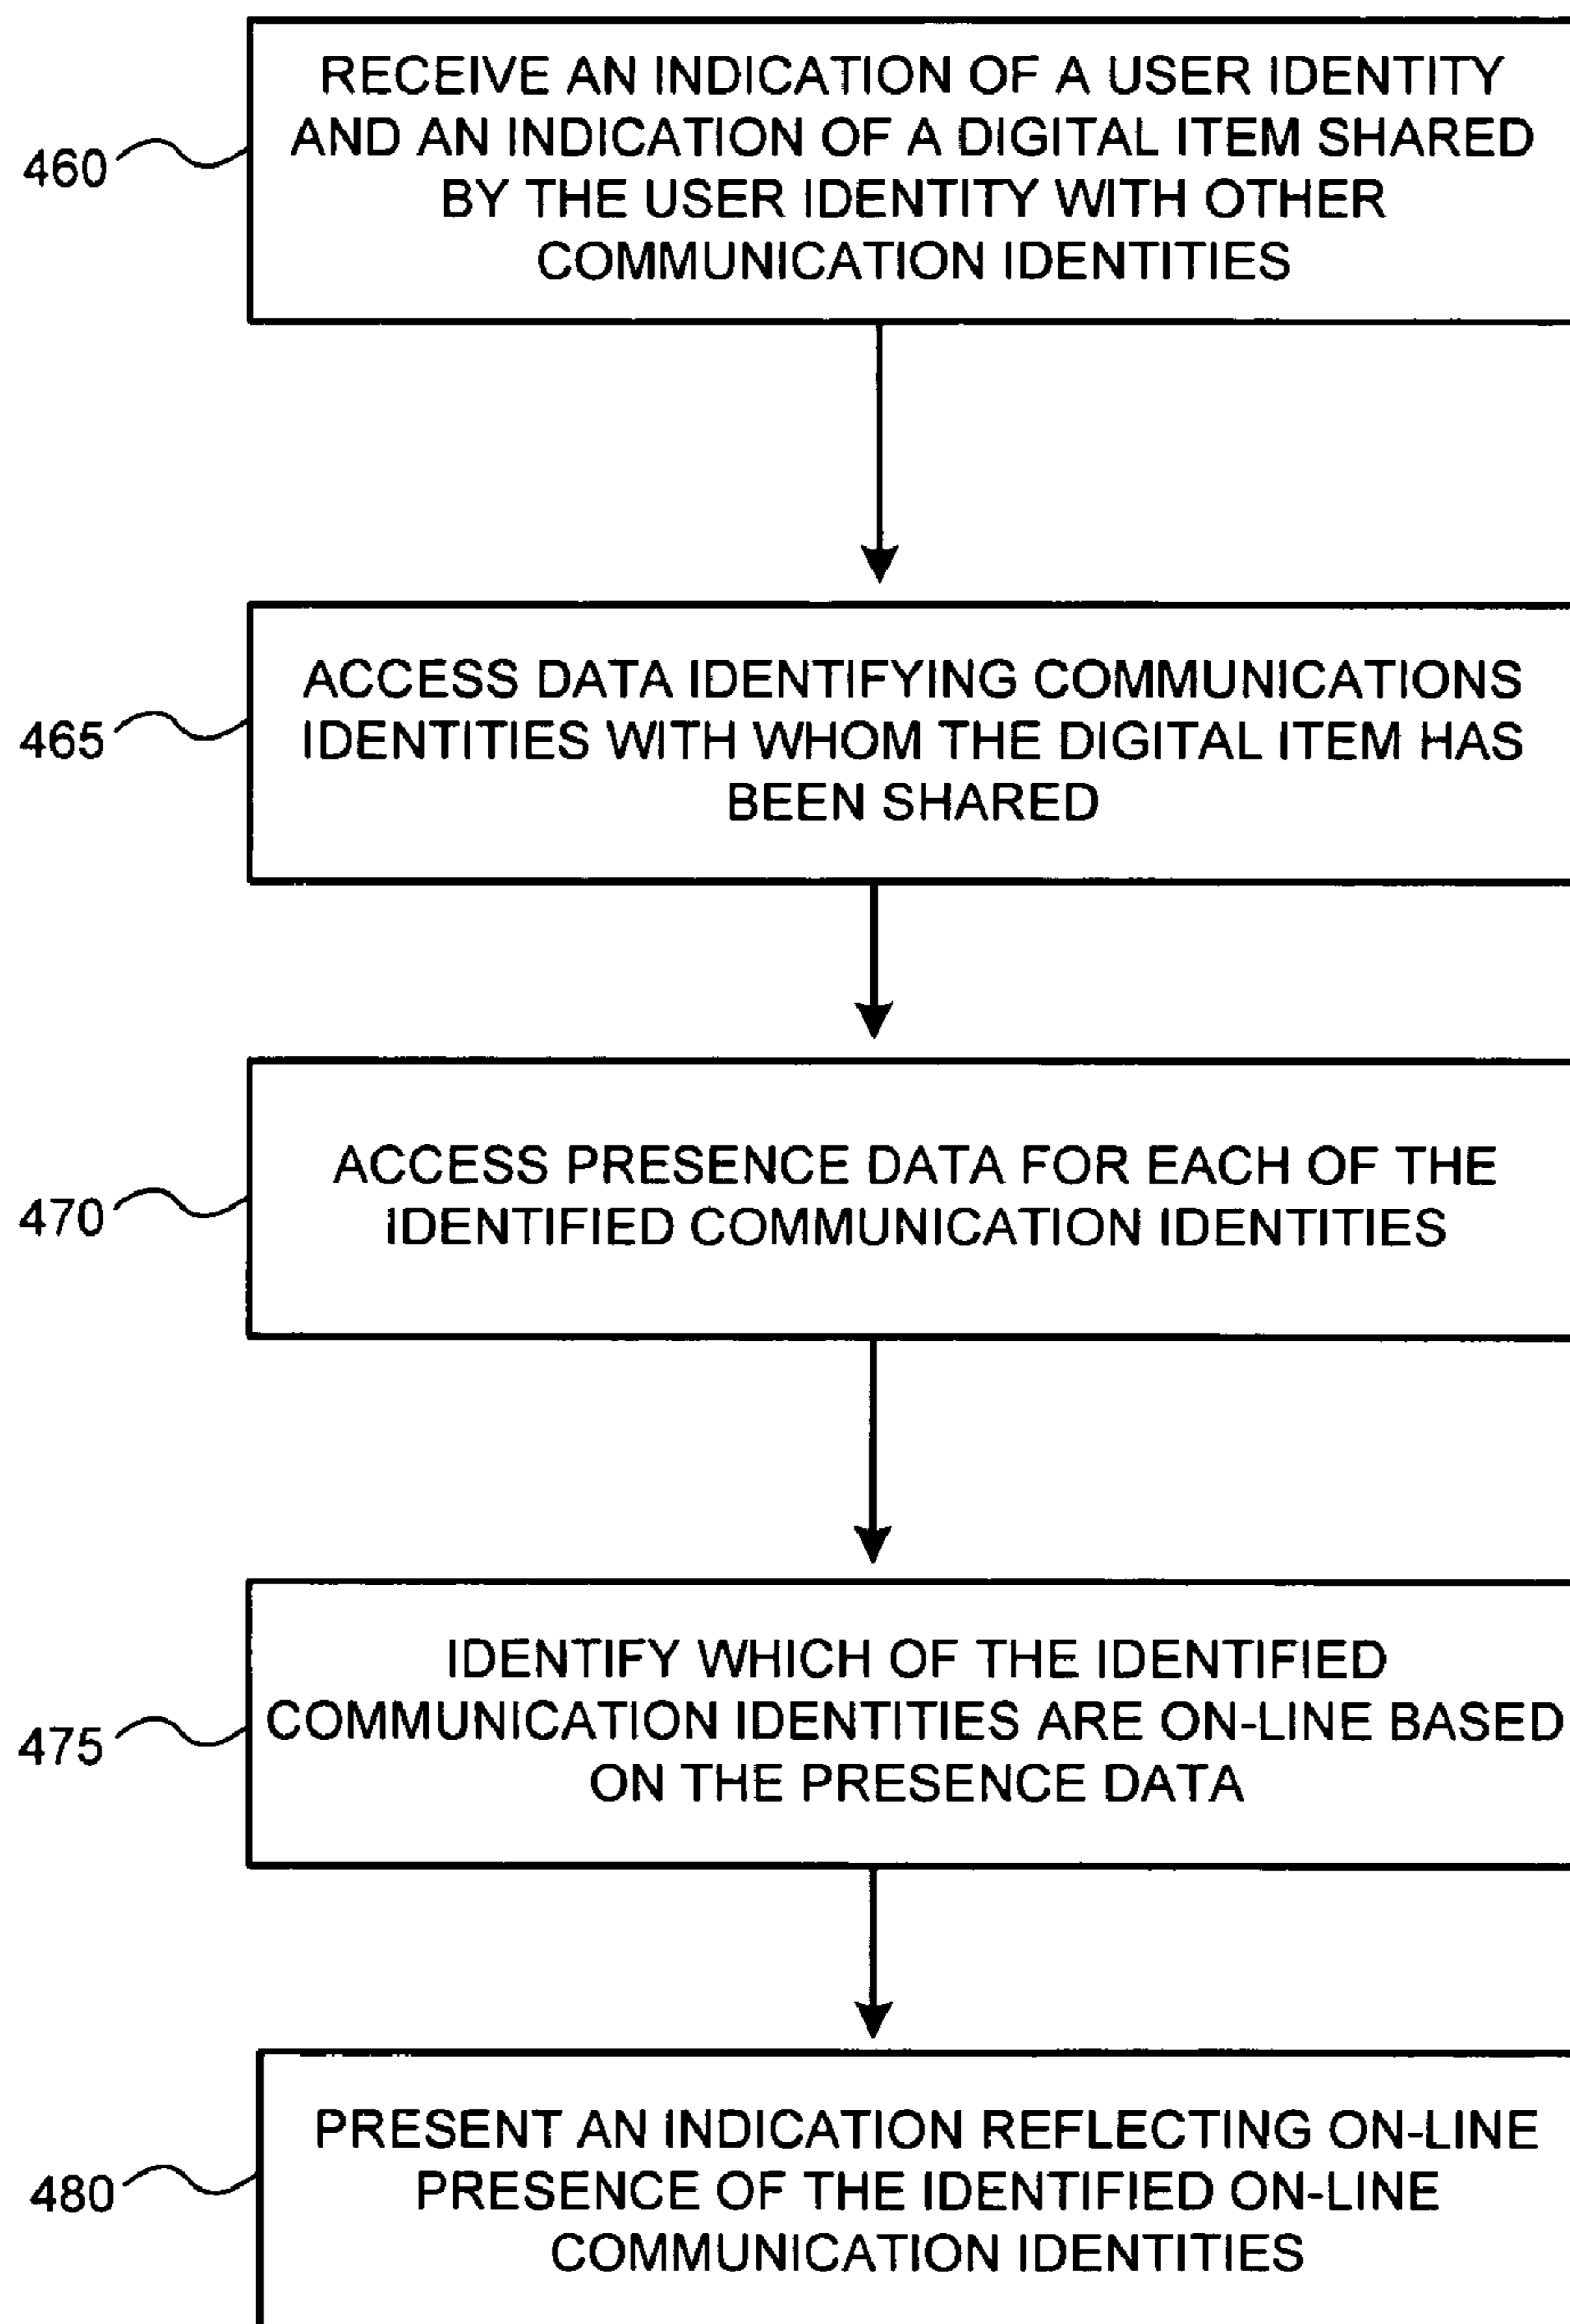 RECEIVE AN INDICATION OF A USER IDENTITY
AND AN INDICATION OF A DIGITAL ITEM SHARED
BY THE USER IDENTITY WITH OTHER
COMMUNICATION IDENTITIES
460
ACCESS DATA IDENTIFYING COMMUNICATIONS
IDENTITIES WITH WHOM THE DIGITAL ITEM HAS
BEEN SHARED
465
ACCESS PRESENCE DATA FOR EACH OF THE
IDENTIFIED COMMUNICATION IDENTITIES
470
IDENTIFY WHICH OF THE IDENTIFIED
COMMUNICATION IDENTITIES ARE ON-LINE BASED
ON THE PRESENCE DATA
475
PRESENT AN INDICATION REFLECTING ON-LINE
PRESENCE OF THE IDENTIFIED ON-LINE
COMMUNICATION IDENTITIES
480